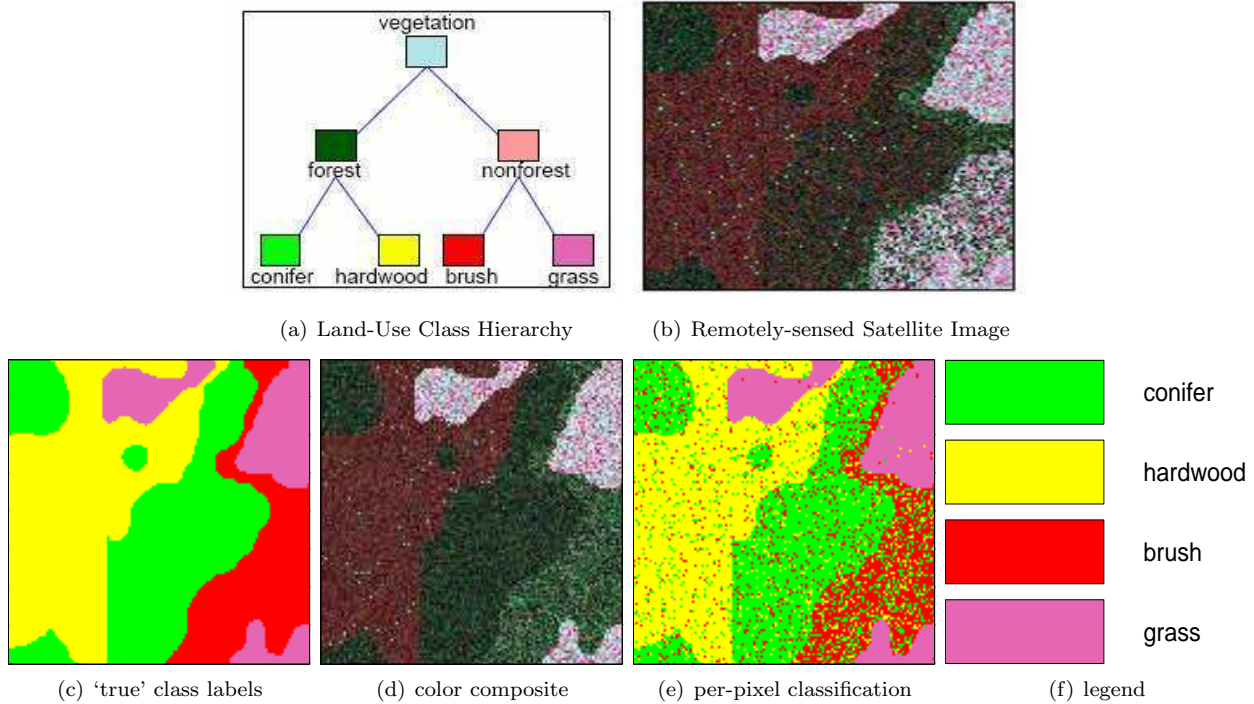 vegetation
forest nonforest
conifer hardwood brush grass
(a) Land-Use Class Hierarchy
(b) Remotely-sensed Satellite Image
conifer
hardwood
brush
grass
(c) ‘true’ class labels
(d) color composite
(e) per-pixel classification
(f) legend